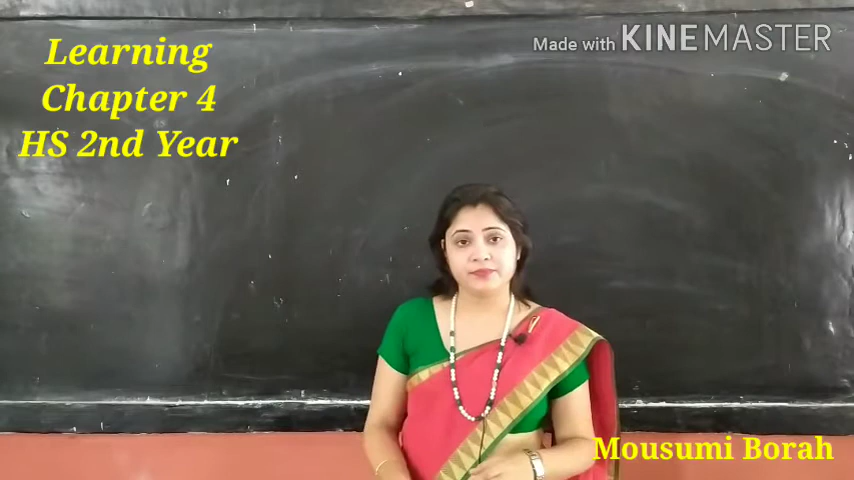 Learning
Chapter 4
HS 2nd Year
Made with KINEMASTER
Mousumi Borah